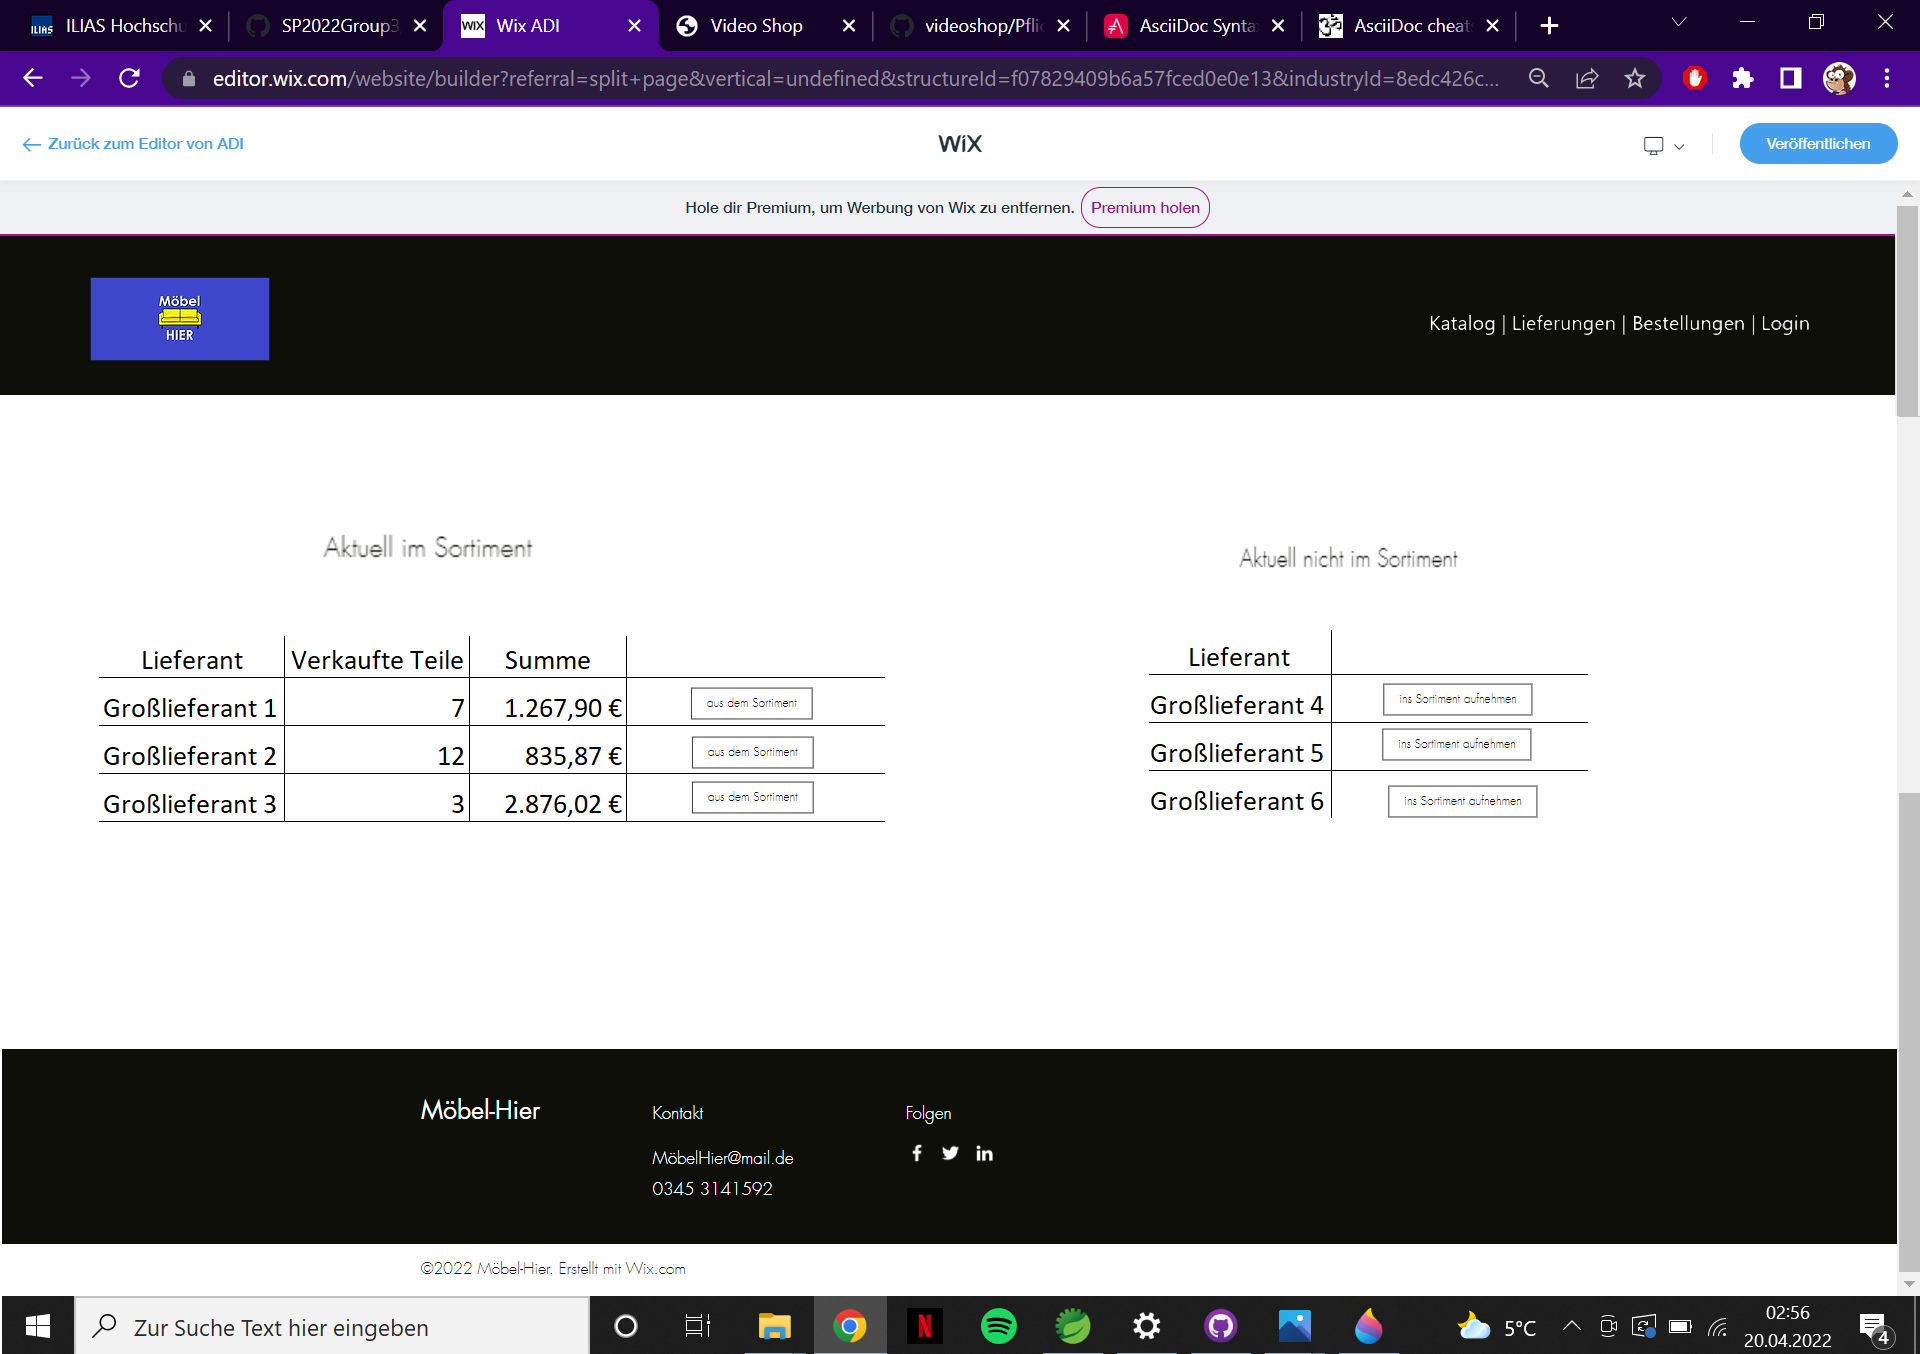 ILIAS Hochschu
SP2022Group3
WIX Wix ADI
Video Shop
videoshop/Pfli
AsciiDoc Synta
AsciiDoc cheat
editor.wix.com/website/builder?referral=split+page&vertical=undefined&structureId=f07829409b6a57fced0e0e13&industryId=8edc426c...
Zurück zum Editor von ADI
WiX
Veröffentlichen
Hole dir Premium, um Werbung von Wix zu entfernen. Premium holen
Möbel
HIER
Katalog | Lieferungen | Bestellungen | Login
Aktuell im Sortiment
Lieferant Verkaufte Teile Summe
Großlieferant 1 7 1.267,90 € aus dem Sortiment
Großlieferant 2 12 835,87 € aus dem Sortiment
Großlieferant 3 3 2.876,02 € aus dem Sortiment
Aktuell nicht im Sortiment
Lieferant
Großlieferant 4 ins Sortiment aufnehmen
Großlieferant 5 ins Sortiment aufnehmen
Großlieferant 6 ins Sortiment aufnehmen
Möbel-Hier
Kontakt
MöbelHier@mail.de
0345 3141592
Folgen
©2022 Möbel-Hier. Erstellt mit Wix.com
Zur Suche Text hier eingeben
5°C
02:56
20.04.2022
4